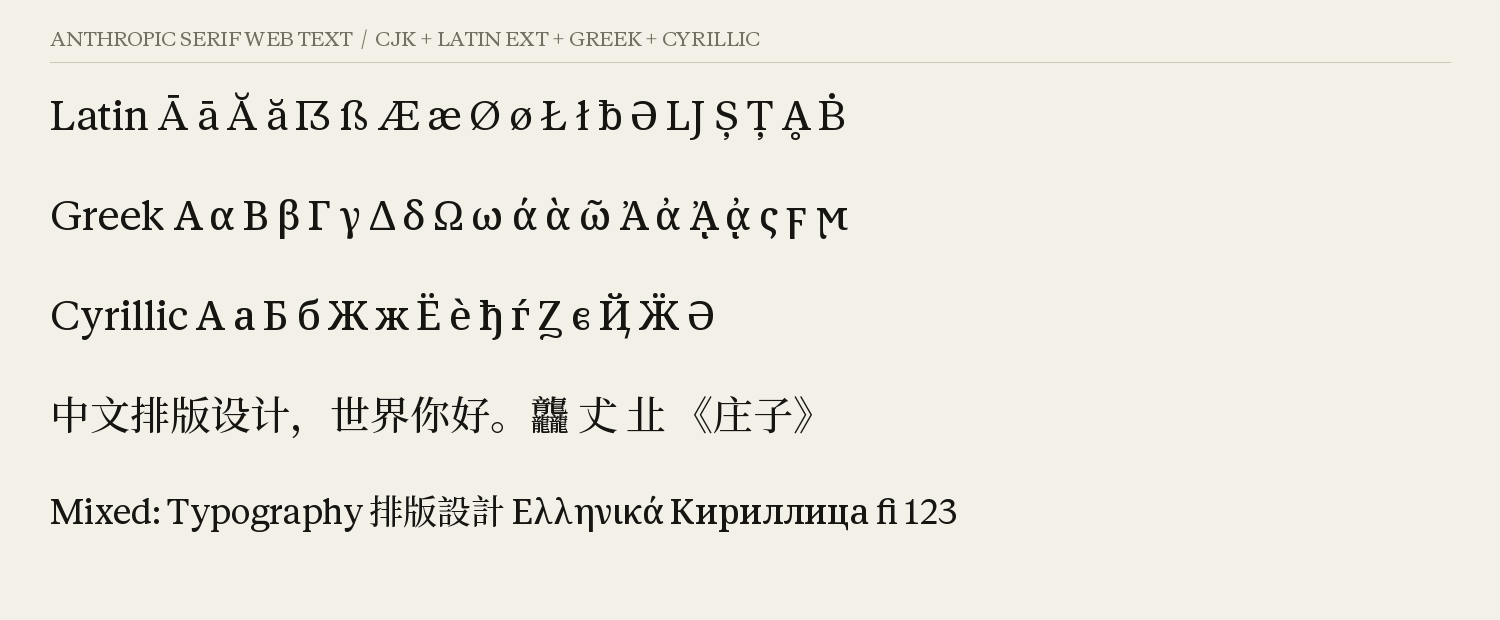 ANTHROPIC SERIF WEB TEXT / CJK + LATIN EXT + GREEK + CYRILLIC
Latin Ā ā Ă ă ẞ ß Æ æ Ø ø Ł ł ƀ Ə Ǉ Ș Ț Ḁ Ḃ
Greek Α α Β β Γ γ Δ δ Ω ω ά ὰ ῶ Ἀ ἀ ᾈ ᾀ ς ϝ ϻ
Cyrillic А а Б б Ж ж Ё ѐ ђ ѓ Ꙁ ꙮ Ҋ Ӝ Ә
中文排版设计，世界你好。龘 𠀋 㐀 《庄子》
Mixed: Typography 排版設計 Ελληνικά Кириллица fi 123